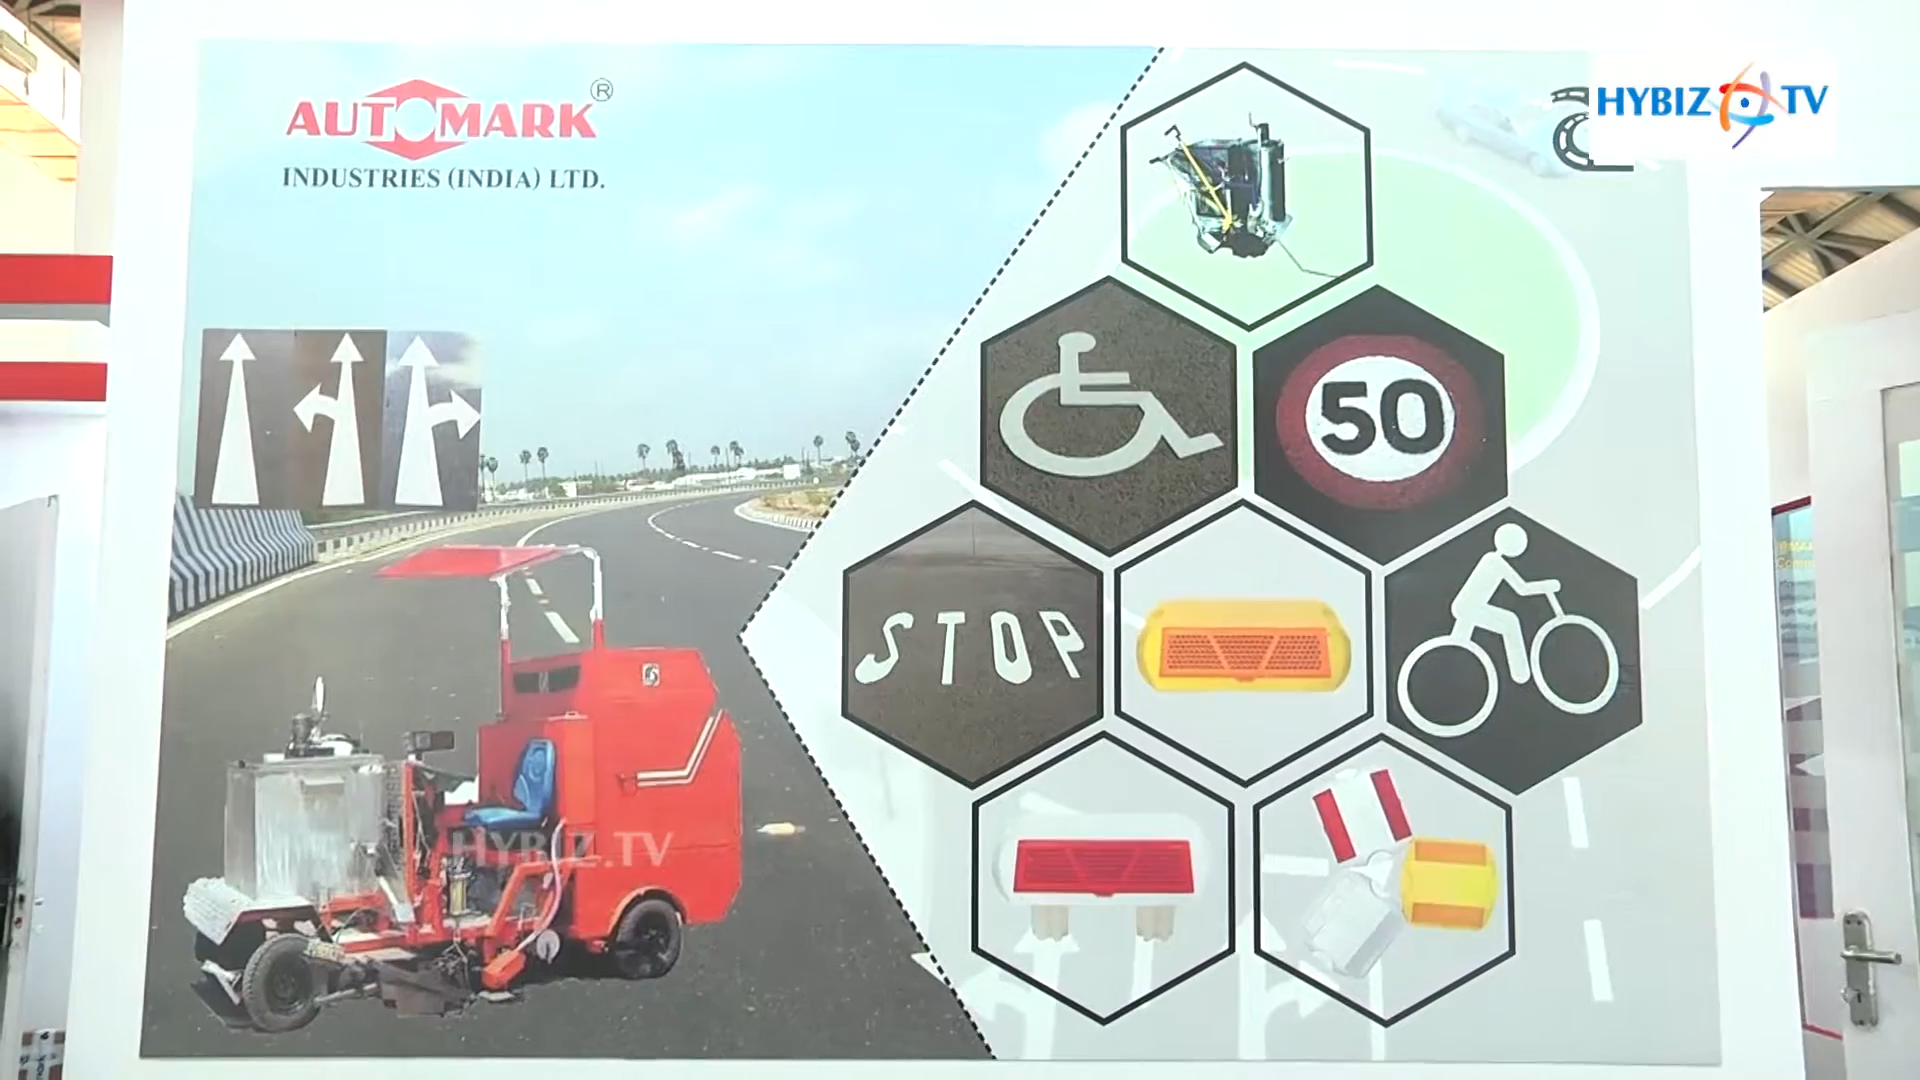 AUTOMARK ®
INDUSTRIES (INDIA) LTD.
HYBIZ TV
50
STOP
HYBIZ.TV